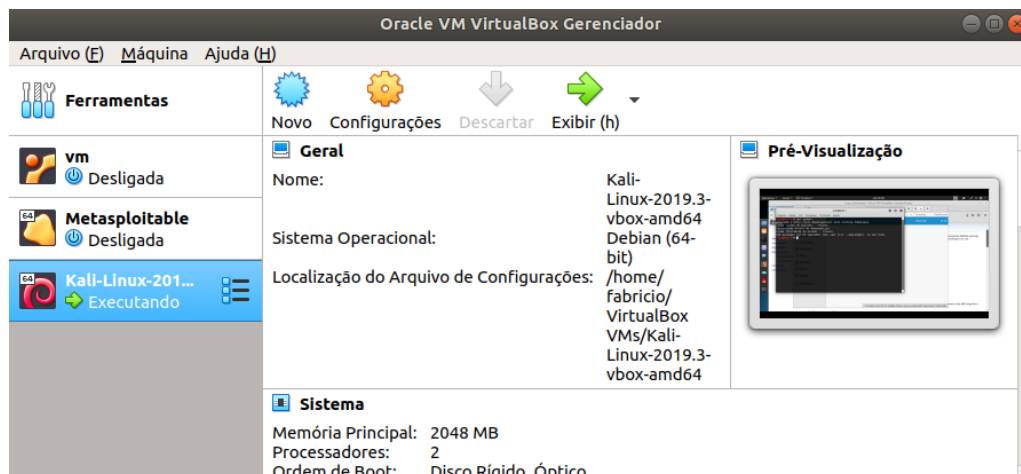 Oracle VM VirtualBox Gerenciador
Arquivo (F) Máquina Ajuda (H)
Ferramentas
Novo Configurações Descartar Exibir (h)
vm
Desligada
64
Metasploitable
Desligada
64
Kali-Linux-201...
Executando
Geral
Nome: Kali-
Linux-2019.3-
vbox-amd64
Sistema Operacional: Debian (64-
bit)
Localização do Arquivo de Configurações: /home/
fabricio/
VirtualBox
VMs/Kali-
Linux-2019.3-
vbox-amd64
Pré-Visualização
Sistema
Memória Principal: 2048 MB
Processadores: 2
Ordem de Boot: Disco Rígido, Óptico